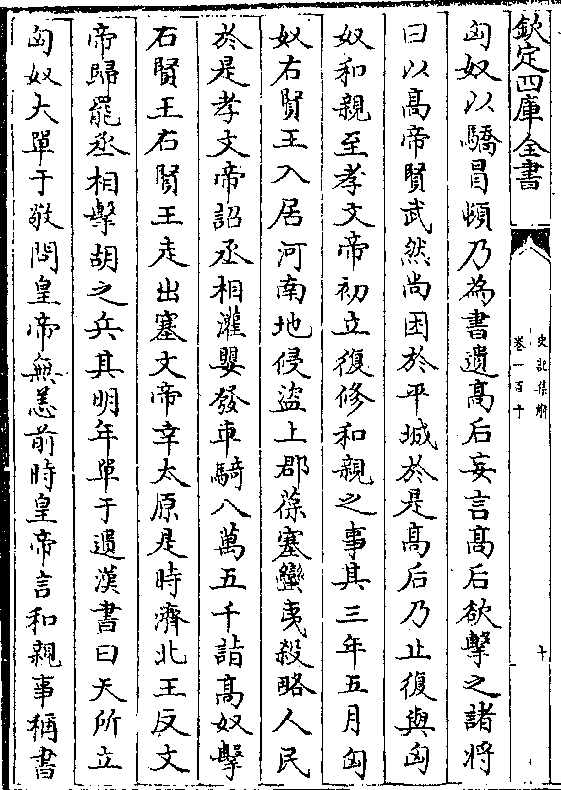 欽定四庫全書
史記集解
卷一百十
十
匈奴以驕冒頓乃為書遺髙后妄言髙后欲擊之諸將
曰以髙帝賢武然尚困於平城於是髙后乃止復與匈
奴和親至孝文帝初立復修和親之事其三年五月匈
奴右賢王入居河南地侵盜上郡葆塞蠻夷殺略人民
於是孝文帝詔丞相灌嬰發車騎八萬五千詣髙奴擊
右賢王右賢王走出塞文帝幸太原是時濟北王反文
帝歸罷丞相擊胡之兵其明年單于遺漢書曰天所立
匈奴大單于敬問皇帝無恙前時皇帝言和親事稱書